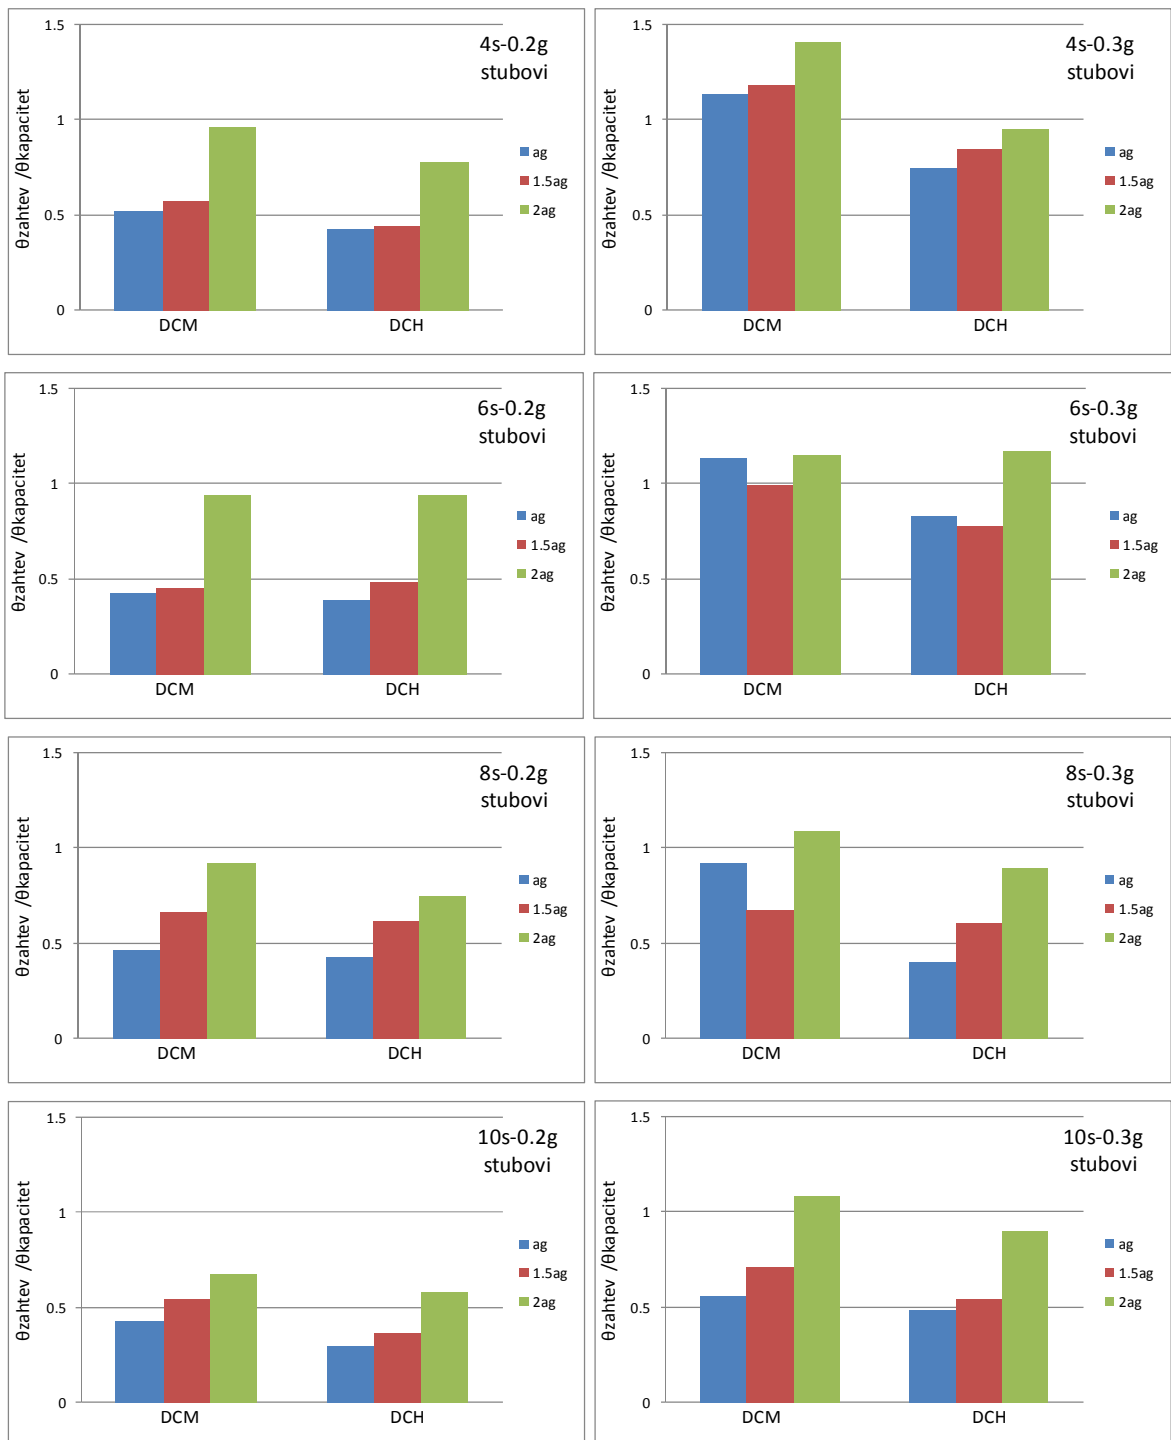 4s-0.2g
stubovi
θzahtev /θkapacitet
1.5
1
0.5
0
DCM
DCH
ag
1.5ag
2ag
4s-0.3g
stubovi
θzahtev /θkapacitet
1.5
1
0.5
0
DCM
DCH
ag
1.5ag
2ag
6s-0.2g
stubovi
θzahtev /θkapacitet
1.5
1
0.5
0
DCM
DCH
ag
1.5ag
2ag
6s-0.3g
stubovi
θzahtev /θkapacitet
1.5
1
0.5
0
DCM
DCH
ag
1.5ag
2ag
8s-0.2g
stubovi
θzahtev /θkapacitet
1.5
1
0.5
0
DCM
DCH
ag
1.5ag
2ag
8s-0.3g
stubovi
θzahtev /θkapacitet
1.5
1
0.5
0
DCM
DCH
ag
1.5ag
2ag
10s-0.2g
stubovi
θzahtev /θkapacitet
1.5
1
0.5
0
DCM
DCH
ag
1.5ag
2ag
10s-0.3g
stubovi
θzahtev /θkapacitet
1.5
1
0.5
0
DCM
DCH
ag
1.5ag
2ag